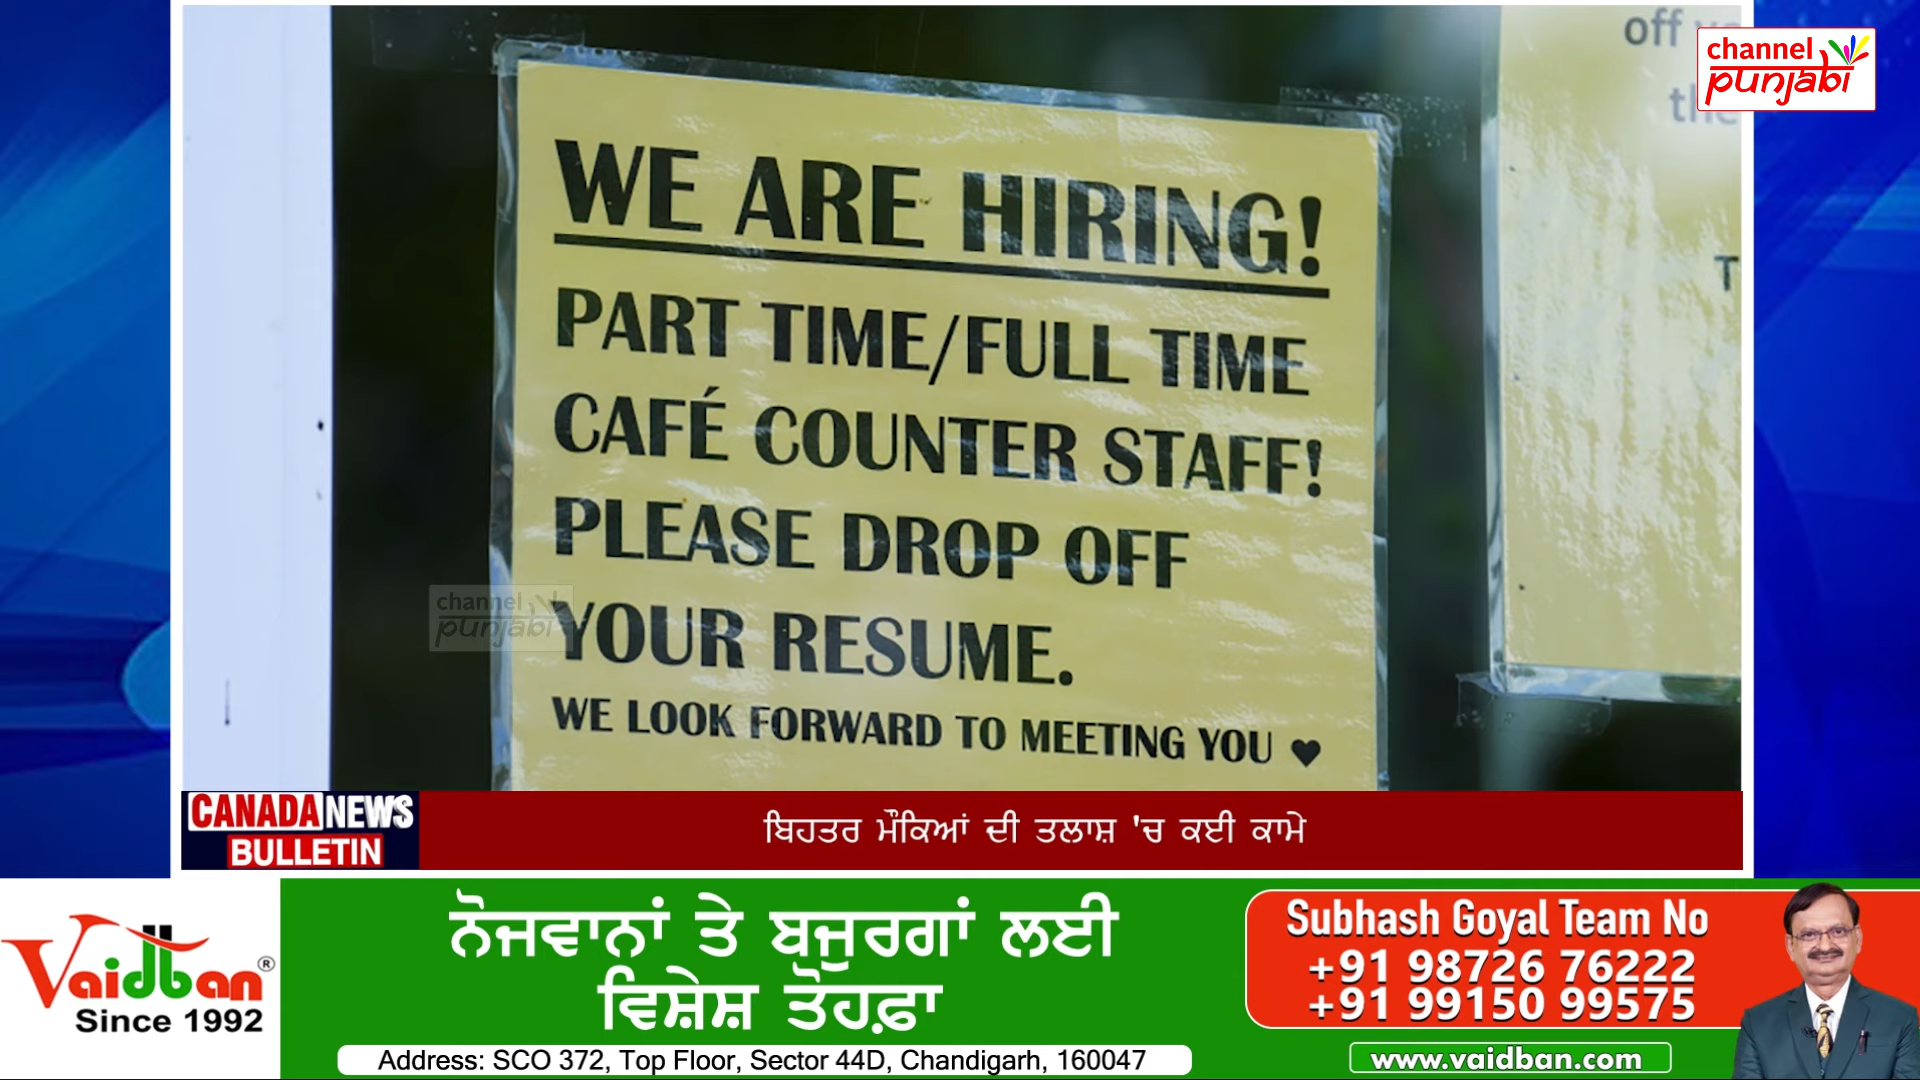 off
the
channel
punjabi
WE ARE HIRING!
PART TIME/FULL TIME
CAFÉ COUNTER STAFF!
PLEASE DROP OFF
YOUR RESUME.
WE LOOK FORWARD TO MEETING YOU ♥
T
channel
punjabi
CANADA NEWS
BULLETIN
ਬਿਹਤਰ ਮੌਕਿਆਂ ਦੀ ਤਲਾਸ਼ 'ਚ ਕਈ ਕਾਮੇ
Vaidban®
Since 1992
ਨੋਜਵਾਨਾਂ ਤੇ ਬਜੁਰਗਾਂ ਲਈ
ਵਿਸ਼ੇਸ਼ ਤੋਹਫ਼ਾ
Address: SCO 372, Top Floor, Sector 44D, Chandigarh, 160047
Subhash Goyal Team No
+91 98726 76222
+91 99150 99575
www.vaidban.com